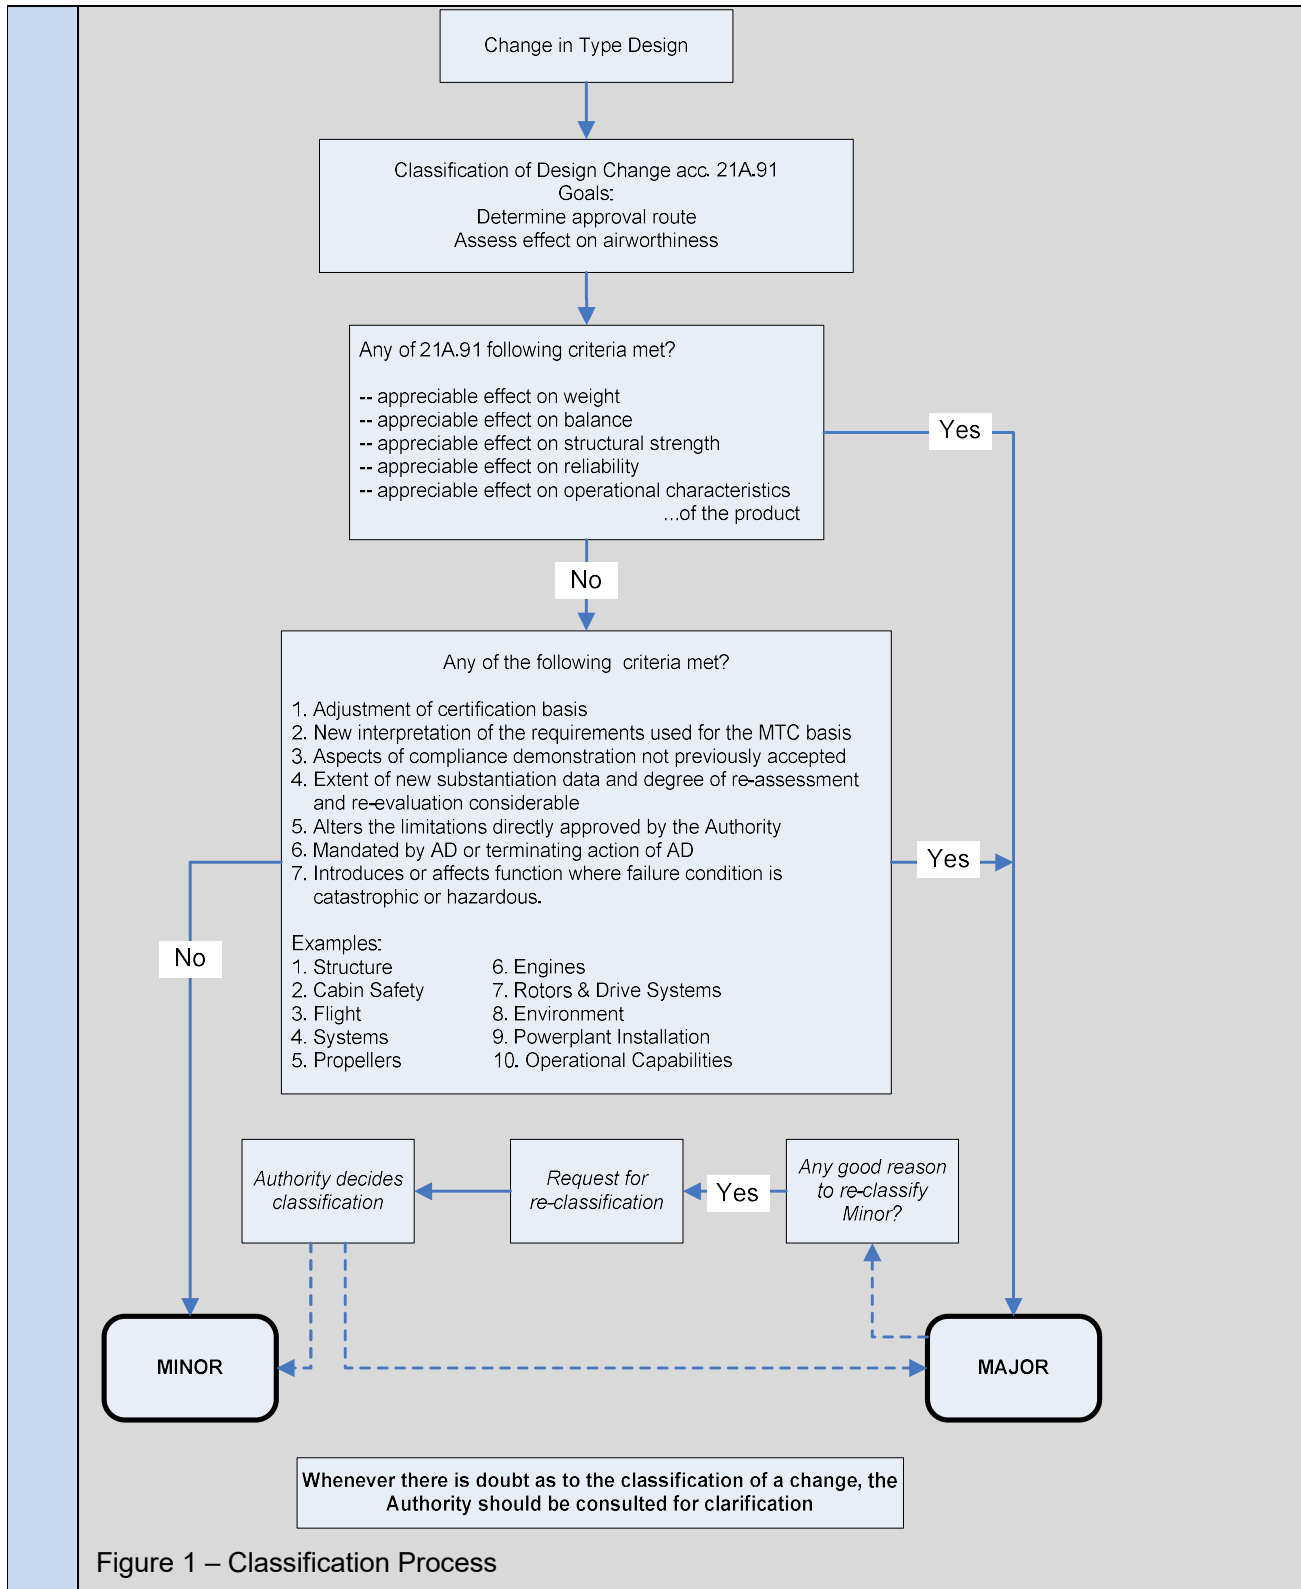 Change in Type Design
Classification of Design Change acc. 21A.91
Goals:
Determine approval route
Assess effect on airworthiness
Any of 21A.91 following criteria met?
-- appreciable effect on weight
-- appreciable effect on balance
-- appreciable effect on structural strength
-- appreciable effect on reliability
-- appreciable effect on operational characteristics
...of the product
Yes
No
Any of the following criteria met?
1. Adjustment of certification basis
2. New interpretation of the requirements used for the MTC basis
3. Aspects of compliance demonstration not previously accepted
4. Extent of new substantiation data and degree of re-assessment
and re-evaluation considerable
5. Alters the limitations directly approved by the Authority
6. Mandated by AD or terminating action of AD
7. Introduces or affects function where failure condition is
catastrophic or hazardous.
Yes
No
Examples:
1. Structure
2. Cabin Safety
3. Flight
4. Systems
5. Propellers
6. Engines
7. Rotors & Drive Systems
8. Environment
9. Powerplant Installation
10. Operational Capabilities
Any good reason
to re-classify
Minor?
Yes
Request for
re-classification
Authority decides
classification
MINOR
MAJOR
Whenever there is doubt as to the classification of a change, the
Authority should be consulted for clarification
Figure 1 – Classification Process